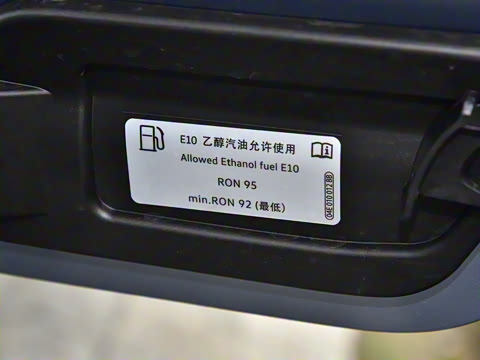 E10 乙醇汽油允许使用
Allowed Ethanol fuel E10
RON 95
min.RON 92 (最低)